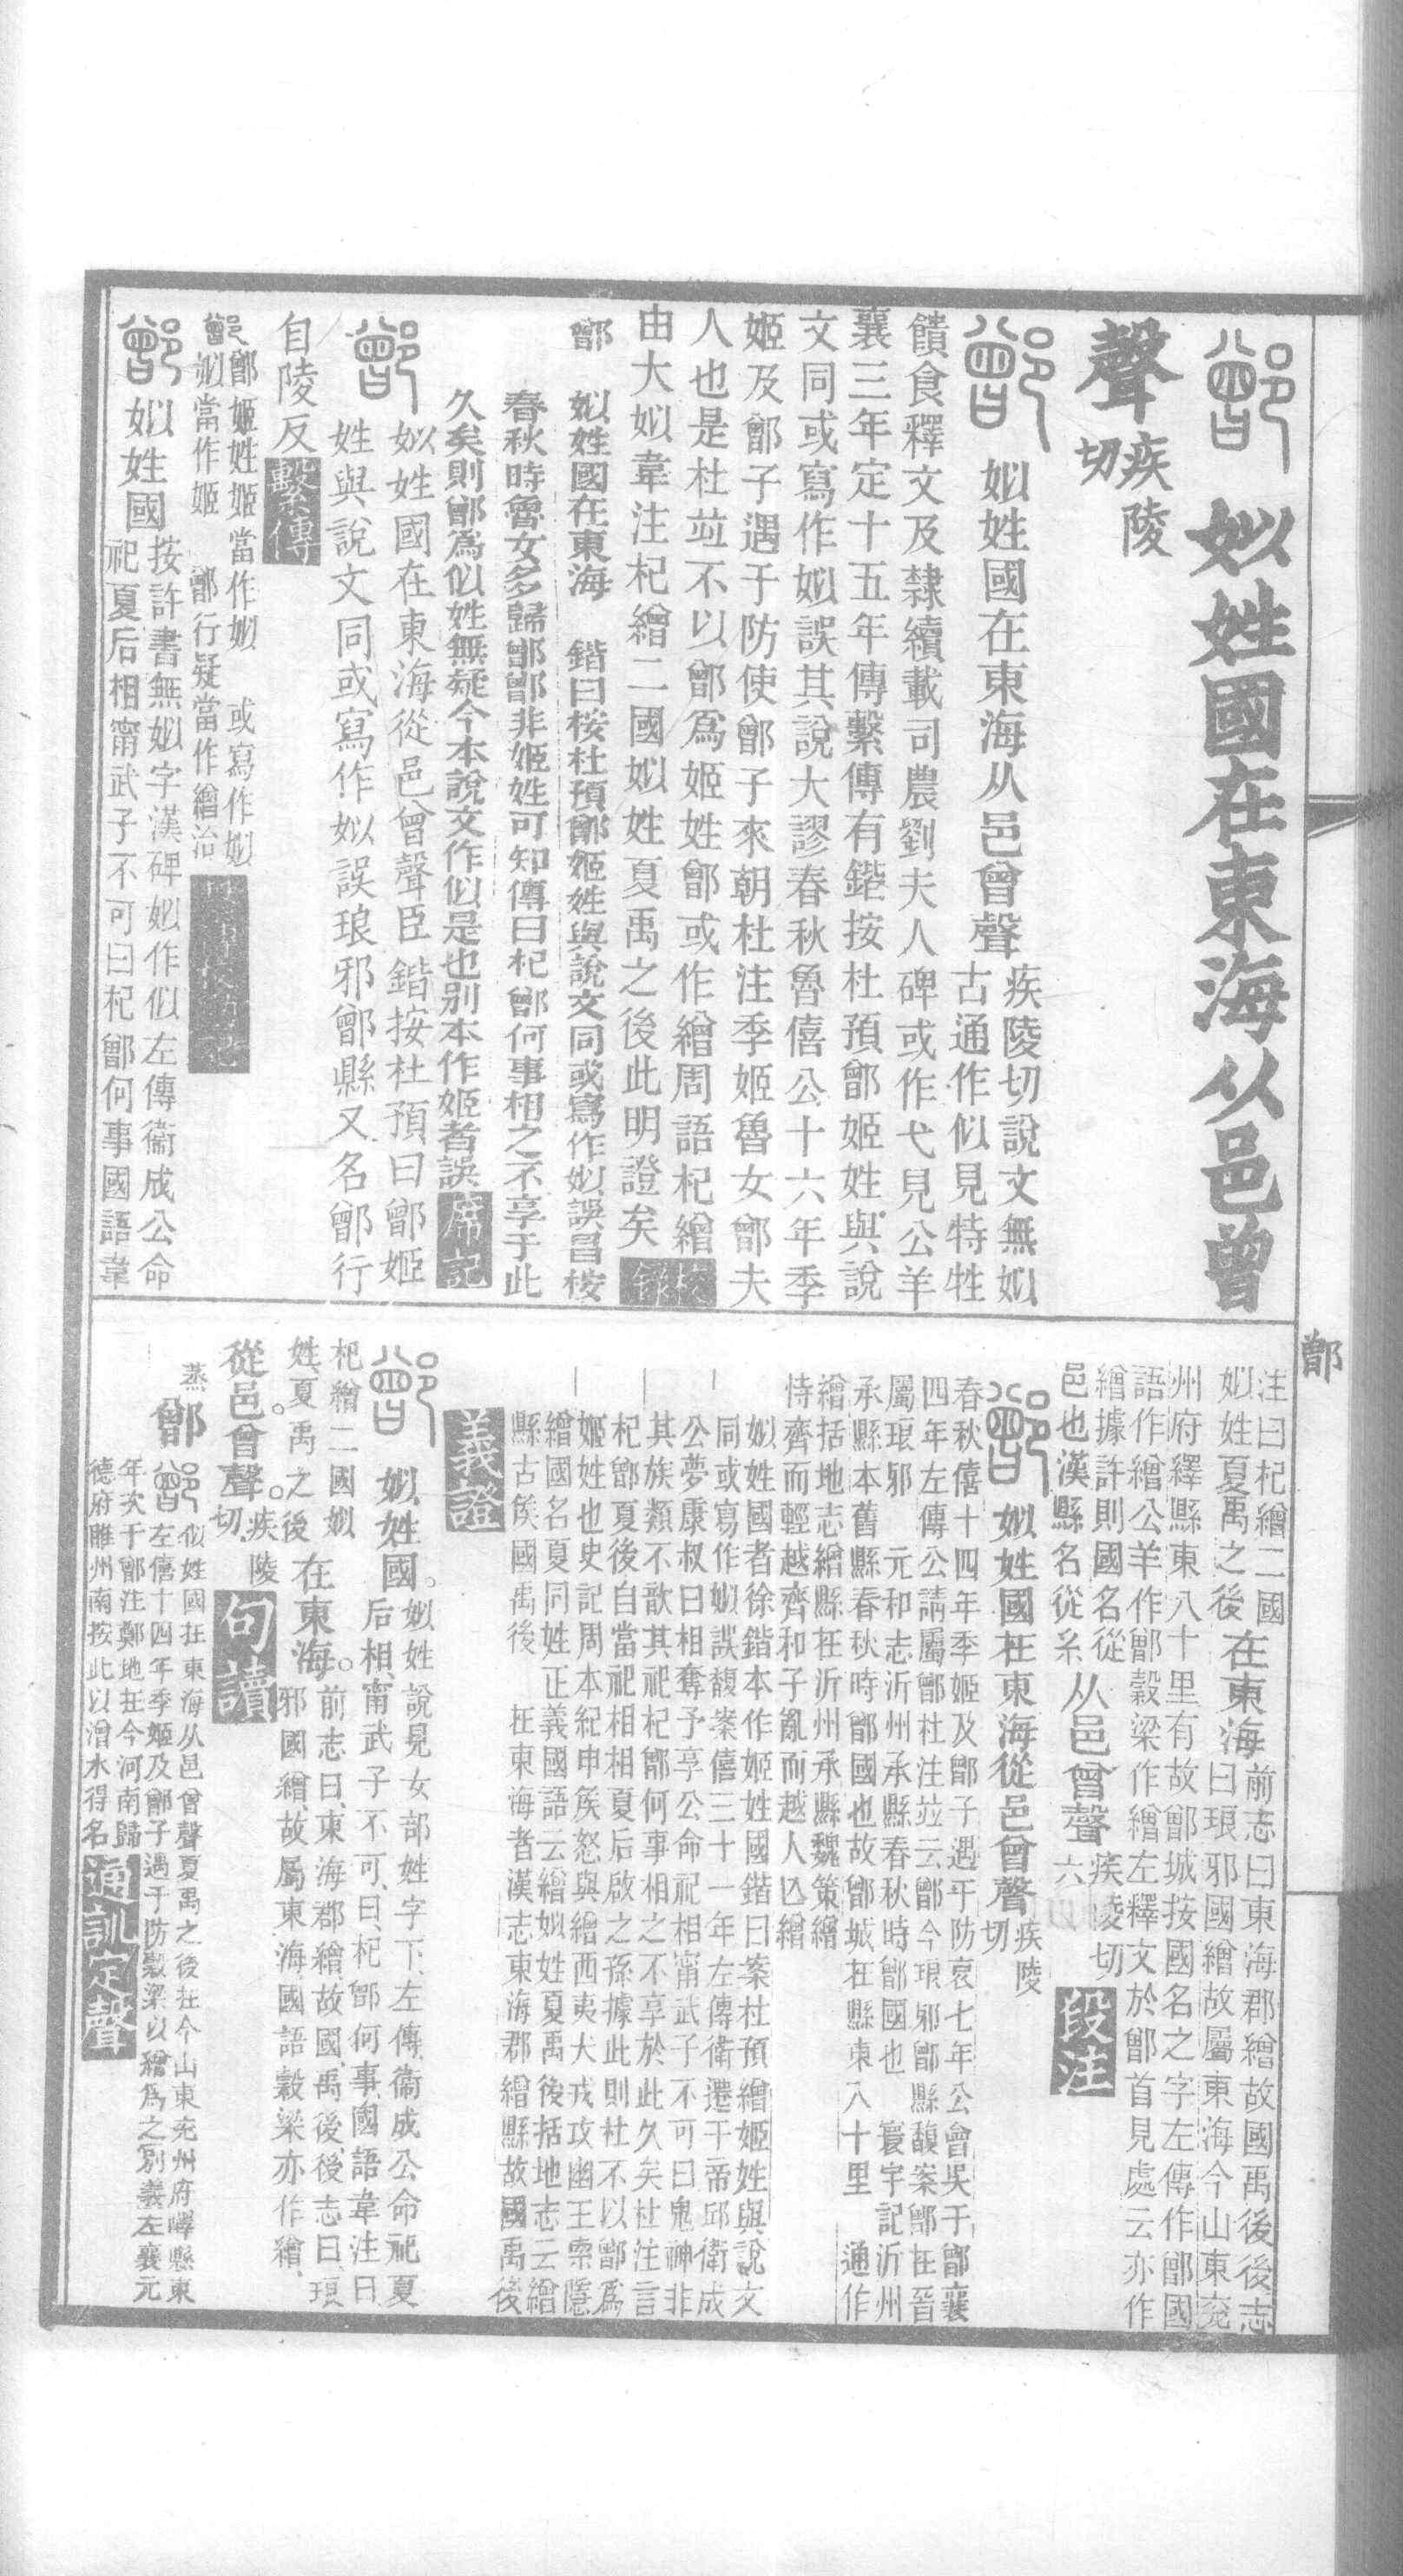 姒姓國在東海从邑曾
聲疾陵
切
姒姓國在東海从邑曾聲疾陵切說文無姒
古通作似見特牲
饋食釋文及隸續載司農劉夫人碑或作弋見公羊
襄三年定十五年傳繫傳有鍇按杜預鄫姬姓與說
文同或寫作姒誤其說大謬春秋魯僖公十六年季
姬及鄫子遇于防使鄫子來朝杜注季姬魯女鄫夫
人也是杜竝不以鄫爲姬姓鄫或作繒周語杞繒
由大姒韋注杞繒二國姒姓夏禹之後此明證矣校錄
鄫 姒姓國在東海 鍇曰桉杜預鄫姬姓與說文同或寫作姒誤昌桉
春秋時魯女多歸鄫鄫非姬姓可知傳曰杞鄫何事相之不享于此
久矣則鄫爲似姓無疑今本說文作似是也别本作姬者誤席記
姒姓國在東海從邑曾聲臣鍇按杜預曰鄫姬
姓與說文同或寫作姒誤琅邪鄫縣又名鄫行
自陵反繫傳
鄫姬姓姬當作姒 或寫作姒
姒當作姬 鄫行疑當作繒治
姒姓國按許書無姒字漢碑姒作似左傳衞成公命
祀夏后相甯武子不可曰杞鄫何事國語韋
鄫
注曰杞繒二國
姒姓夏禹之後在東海前志曰東海郡繒故國禹後後志
曰琅邪國繒故屬東海今山東兗
州府繹縣東八十里有故鄫城按國名之字左傳作鄫國
語作繒公羊作鄫穀梁作繒左釋文於鄫首見處云亦作
繒據許則國名從
邑也漢縣名從糸从邑曾聲疾陵切
六部段注
姒姓國在東海從邑曾聲疾陵
切
春秋僖十四年季姬及鄫子遇于防哀七年公會吳于鄫襄
四年左傳公請屬鄫杜注竝云鄫今琅邪鄫縣馥案鄫在晉
屬琅邪 元和志沂州承縣春秋時鄫國也 寰宇記沂州
承縣本舊縣春秋時鄫國也故鄫城在縣東八十里 通作
繒括地志繒縣在沂州承縣魏策繒
恃齊而輕越齊和子亂而越人亾繒
姒姓國者徐鍇本作姬姓國鍇曰案杜預繒姬姓與說文
同或寫作姒誤馥案僖三十一年左傳衛遷于帝邱衛成
公夢康叔曰相奪予享公命祀相甯武子不可曰鬼神非
其族類不歆其祀杞鄫何事相之不享於此久矣杜注言
杞鄫夏後自當祀相相夏后啟之孫據此則杜不以鄫爲
姬姓也史記周本紀申矦怒與繒西夷犬戎攻幽王索隱
繒國名夏同姓正義國語云繒姒姓夏禹後括地志云繒
縣古矦國禹後 在東海者漢志東海郡繒縣故國禹後
義證
姒姓國。姒姓說見女部姓字下、左傳、衞成公命祀夏
后相、甯武子不可、曰、杞鄫何事、國語韋注曰
杞繒二國姒
姓、夏禹之後在東海。前志曰、東海郡繒、故國、禹後、後志曰、琅
邪國繒、故屬東海、國語穀梁亦作繒、
從邑。曾聲。疾陵
切、句讀
蒸
鄫 似姓國在東海从邑曾聲夏禹之後在今山東兖州府嶧縣東
左僖十四年季姬及鄫子遇于防穀梁以繒爲之别義左襄元
年次于鄫注鄭地在今河南歸
德府睢州南按此以潧水得名通訓定聲